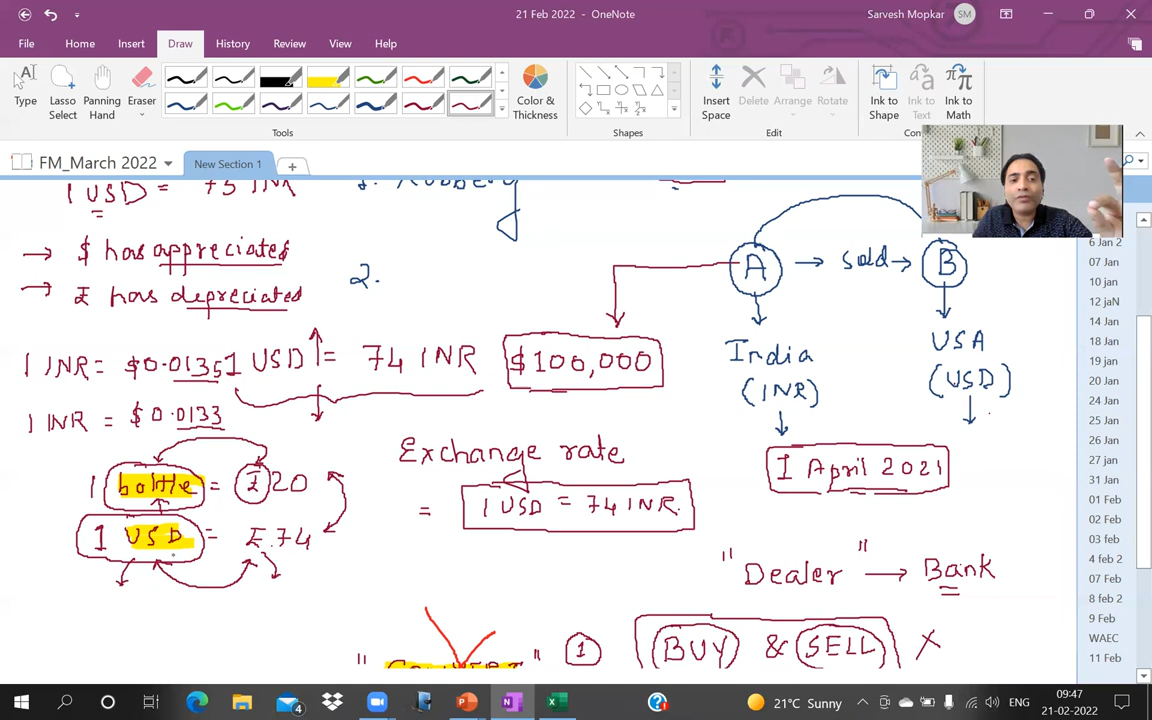 21 Feb 2022 - OneNote
Sarvesh Mopkar
SM
File Home Insert Draw History Review View Help
Type
Lasso Select
Panning Hand
Eraser
Color & Thickness
Insert Space
Delete
Arrange
Rotate
Ink to Shape
Ink to Text
Ink to Math
Tools
Shapes
Edit
FM_March 2022
New Section 1
1 USD = 75 INR
→ $ has appreciated
→ ₹ has depreciated
2.
1 INR = $0.01351
1 USD = 74 INR
1 INR = $0.0133
$100,000
A → sold → B
India
(INR)
USA
(USD)
1 April 2021
1 bottle = ₹20
1 USD = ₹.74
Exchange rate
= 1 USD = 74 INR.
"Dealer" → Bank
1 BUY & SELL X
6 Jan 2
07 Jan
10 jan
12 jaN
14 Jan
18 Jan
19 jan
20 Jan
24 Jan
25 Jan
26 Jan
27 jan
31 Jan
01 Feb
02 Feb
03 feb
4 feb 2
07 Feb
8 feb 2
9 Feb
WAEC
11 Feb
21°C Sunny
ENG
09:47
21-02-2022